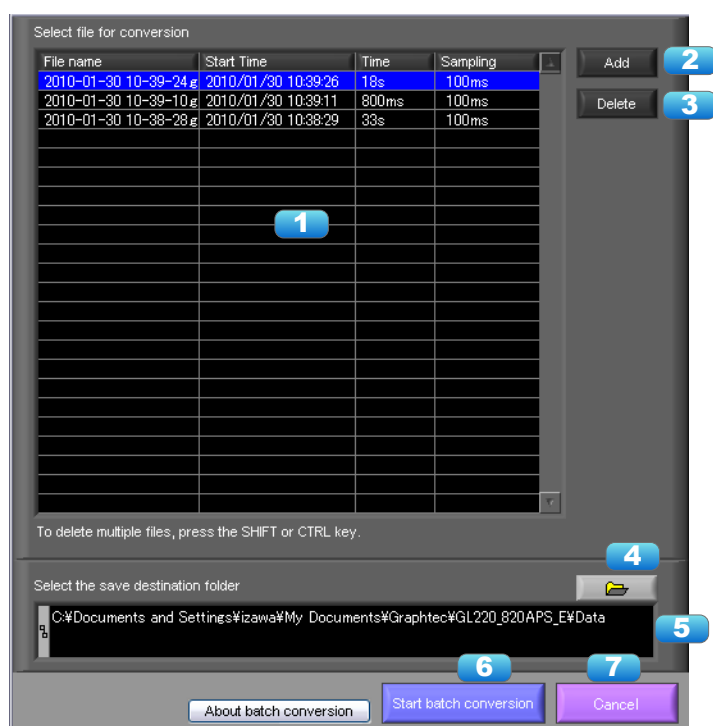 Select file for conversion
File name Start Time Time Sampling
Add 2
2010-01-30 10-39-24g 2010/01/30 10:39:26 18s 100ms
2010-01-30 10-39-10g 2010/01/30 10:39:11 800ms 100ms
Delete 3
2010-01-30 10-38-28g 2010/01/30 10:38:29 33s 100ms
1
To delete multiple files, press the SHIFT or CTRL key.
4
Select the save destination folder
C:¥Documents and Settings¥izawa¥My Documents¥Graphtec¥GL220_820APS_E¥Data
5
6 7
About batch conversion Start batch conversion Cancel